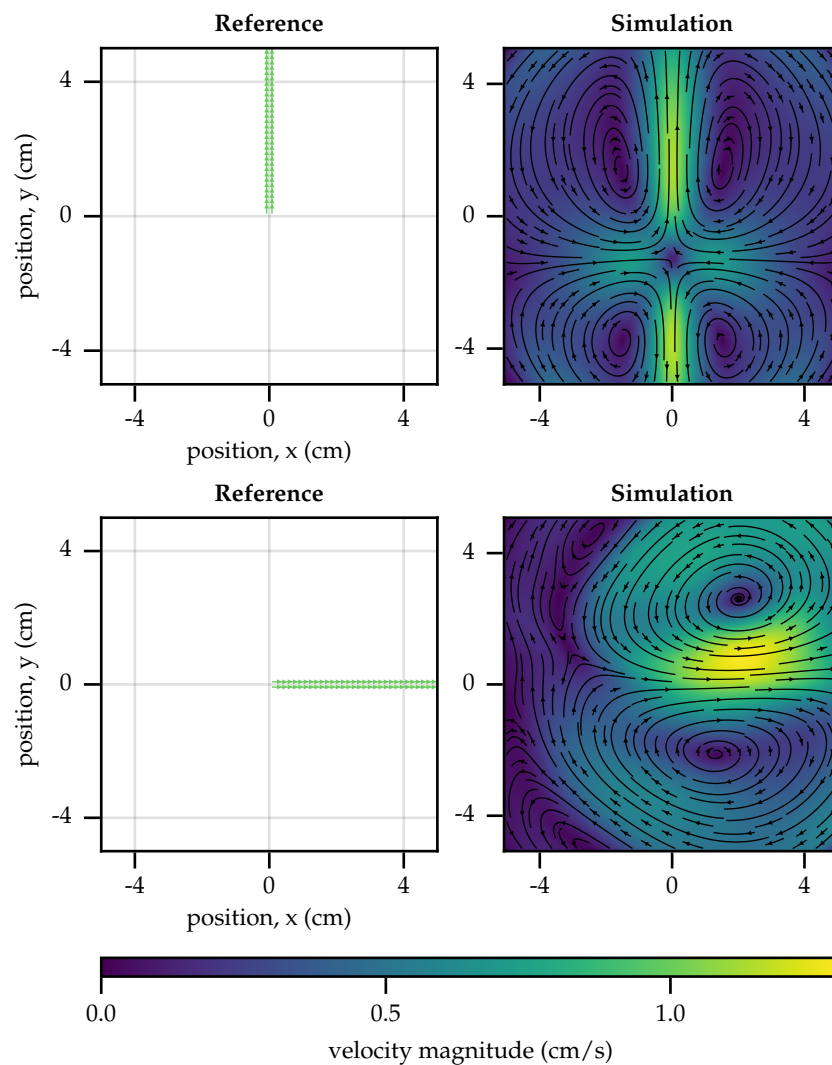 Reference Simulation
4 4
position, y (cm)
0 0
-4 -4
-4 0 4 -4 0 4
position, x (cm)
Reference Simulation
4 4
position, y (cm)
0 0
-4 -4
-4 0 4 -4 0 4
position, x (cm)
0.0 0.5 1.0
velocity magnitude (cm/s)